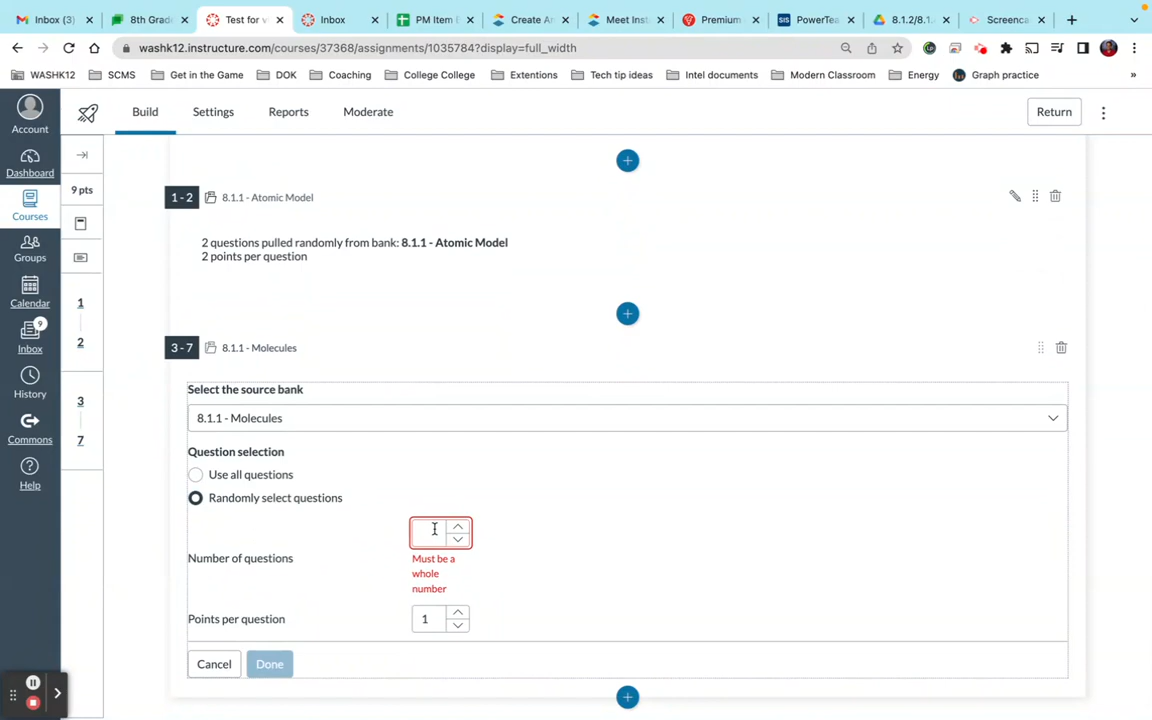 Inbox (3)
8th Grade
Test for v
Inbox
PM Item B
Create An
Meet Inst
Premium
PowerTea
8.1.2/8.1.
Screenca
washk12.instructure.com/courses/37368/assignments/1035784?display=full_width
WASHK12
SCMS
Get in the Game
DOK
Coaching
College College
Extentions
Tech tip ideas
Intel documents
Modern Classroom
Energy
Graph practice
»
Account
Dashboard
Courses
Groups
Calendar
9
Inbox
History
Commons
Help
Build
Settings
Reports
Moderate
Return
9 pts
1
2
3
7
1 - 2
8.1.1 - Atomic Model
2 questions pulled randomly from bank: 8.1.1 - Atomic Model
2 points per question
3 - 7
8.1.1 - Molecules
Select the source bank
8.1.1 - Molecules
Question selection
Use all questions
Randomly select questions
Number of questions
Must be a
whole
number
Points per question
1
Cancel
Done